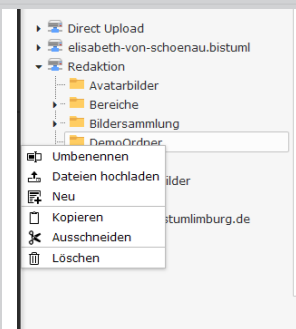 Direct Upload
elisabeth-von-schoenau.bistuml
Redaktion
Avatarbilder
Bereiche
Bildersammlung
DemoOrdner
Umbenennen
Dateien hochladen
ilder
Neu
Kopieren
stumlimburg.de
Ausschneiden
Löschen